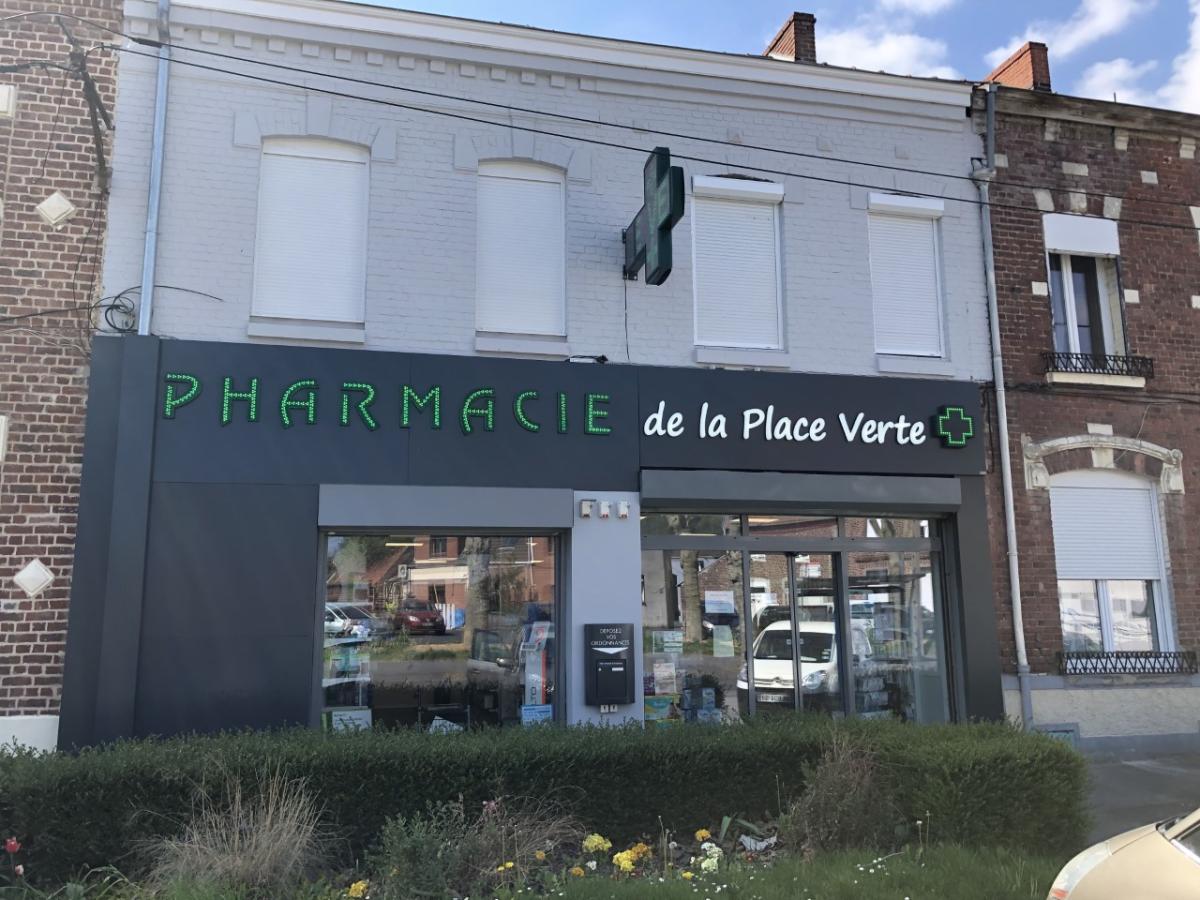 PHARMACIE de la Place Verte
DEPOSEZ
VOS
ORDONNANCES